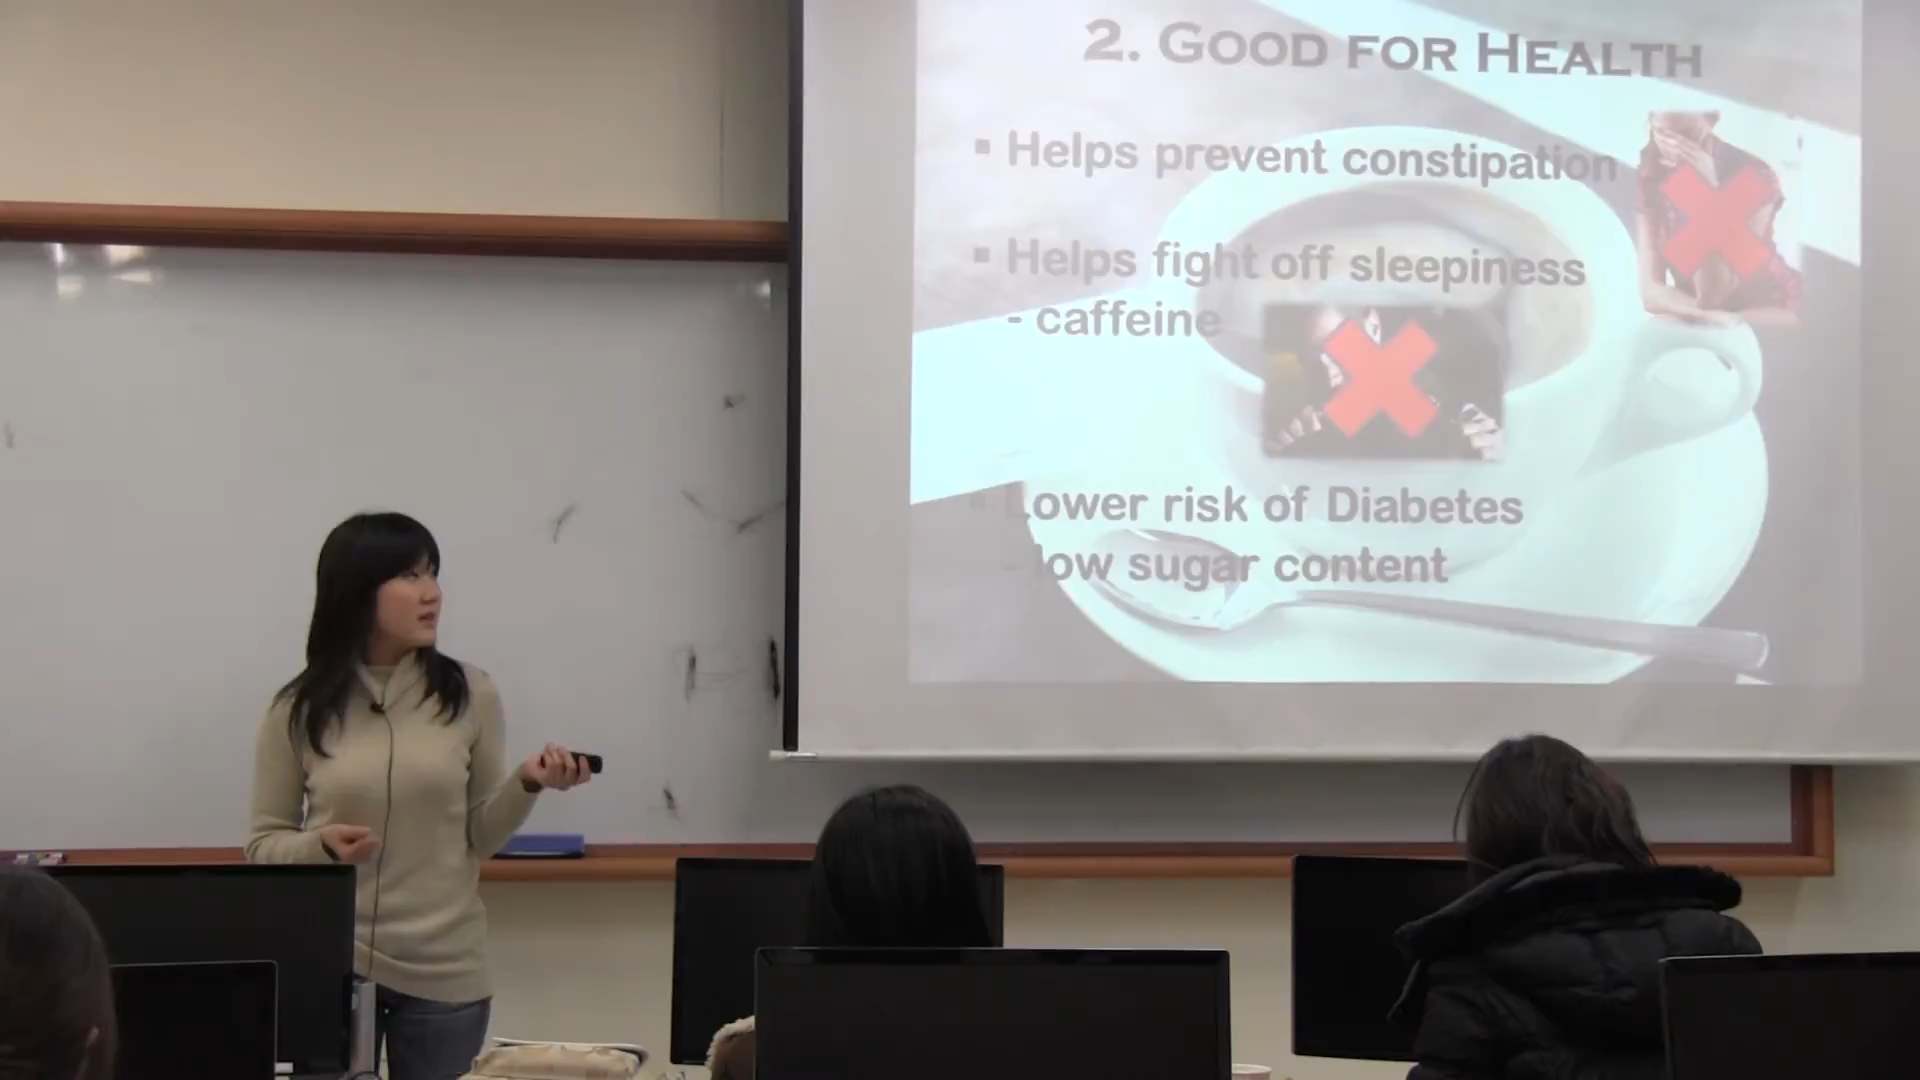 2. GOOD FOR HEALTH
▪ Helps prevent constipation
▪ Helps fight off sleepiness
- caffeine
▪ Lower risk of Diabetes
low sugar content